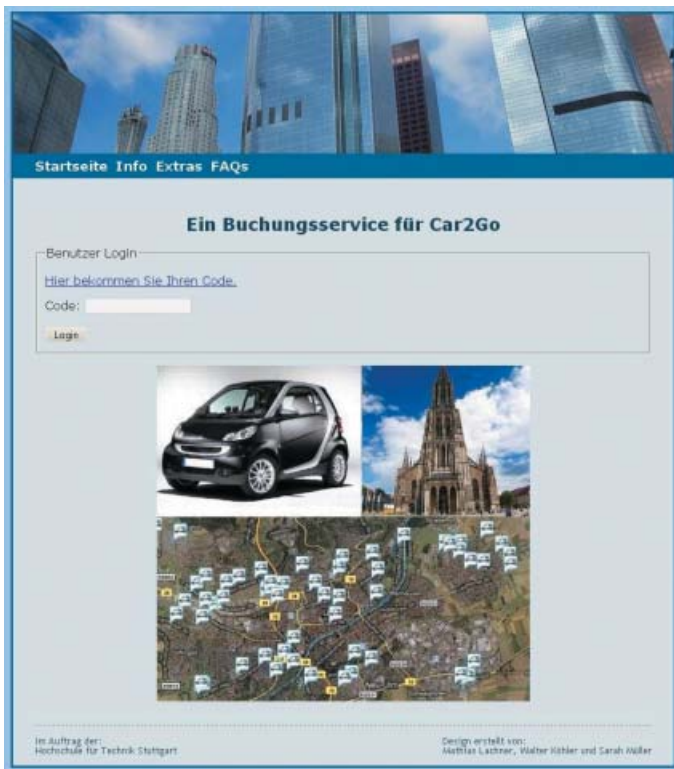 Startseite Info Extras FAQs
Ein Buchungsservice für Car2Go
Benutzer Login
Hier bekommen Sie Ihren Code.
Code:
Login
Im Auftrag der:
Hochschule für Technik Stuttgart
Design erstellt von:
Mathias Lachner, Walter Köhler und Sarah Müller